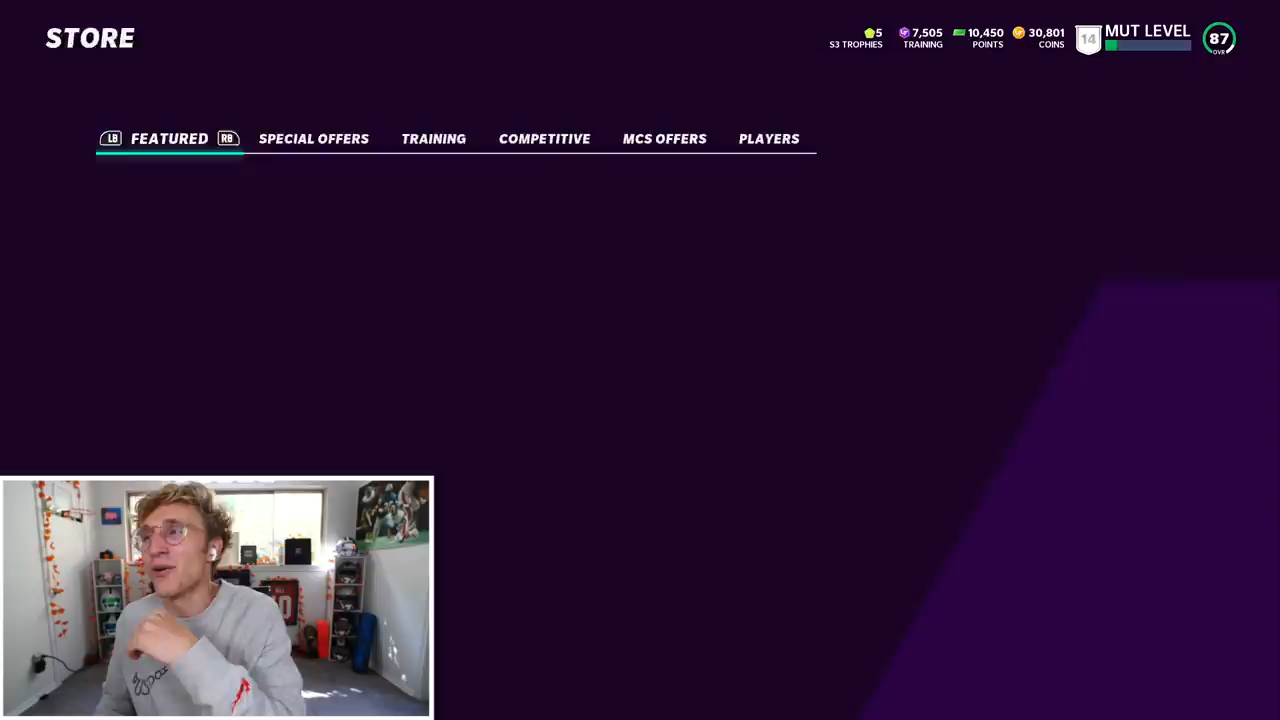 STORE
5 S3 TROPHIES
7,505 TRAINING
10,450 POINTS
30,801 COINS
14 MUT LEVEL
87 OVR
LB FEATURED RB SPECIAL OFFERS TRAINING COMPETITIVE MCS OFFERS PLAYERS